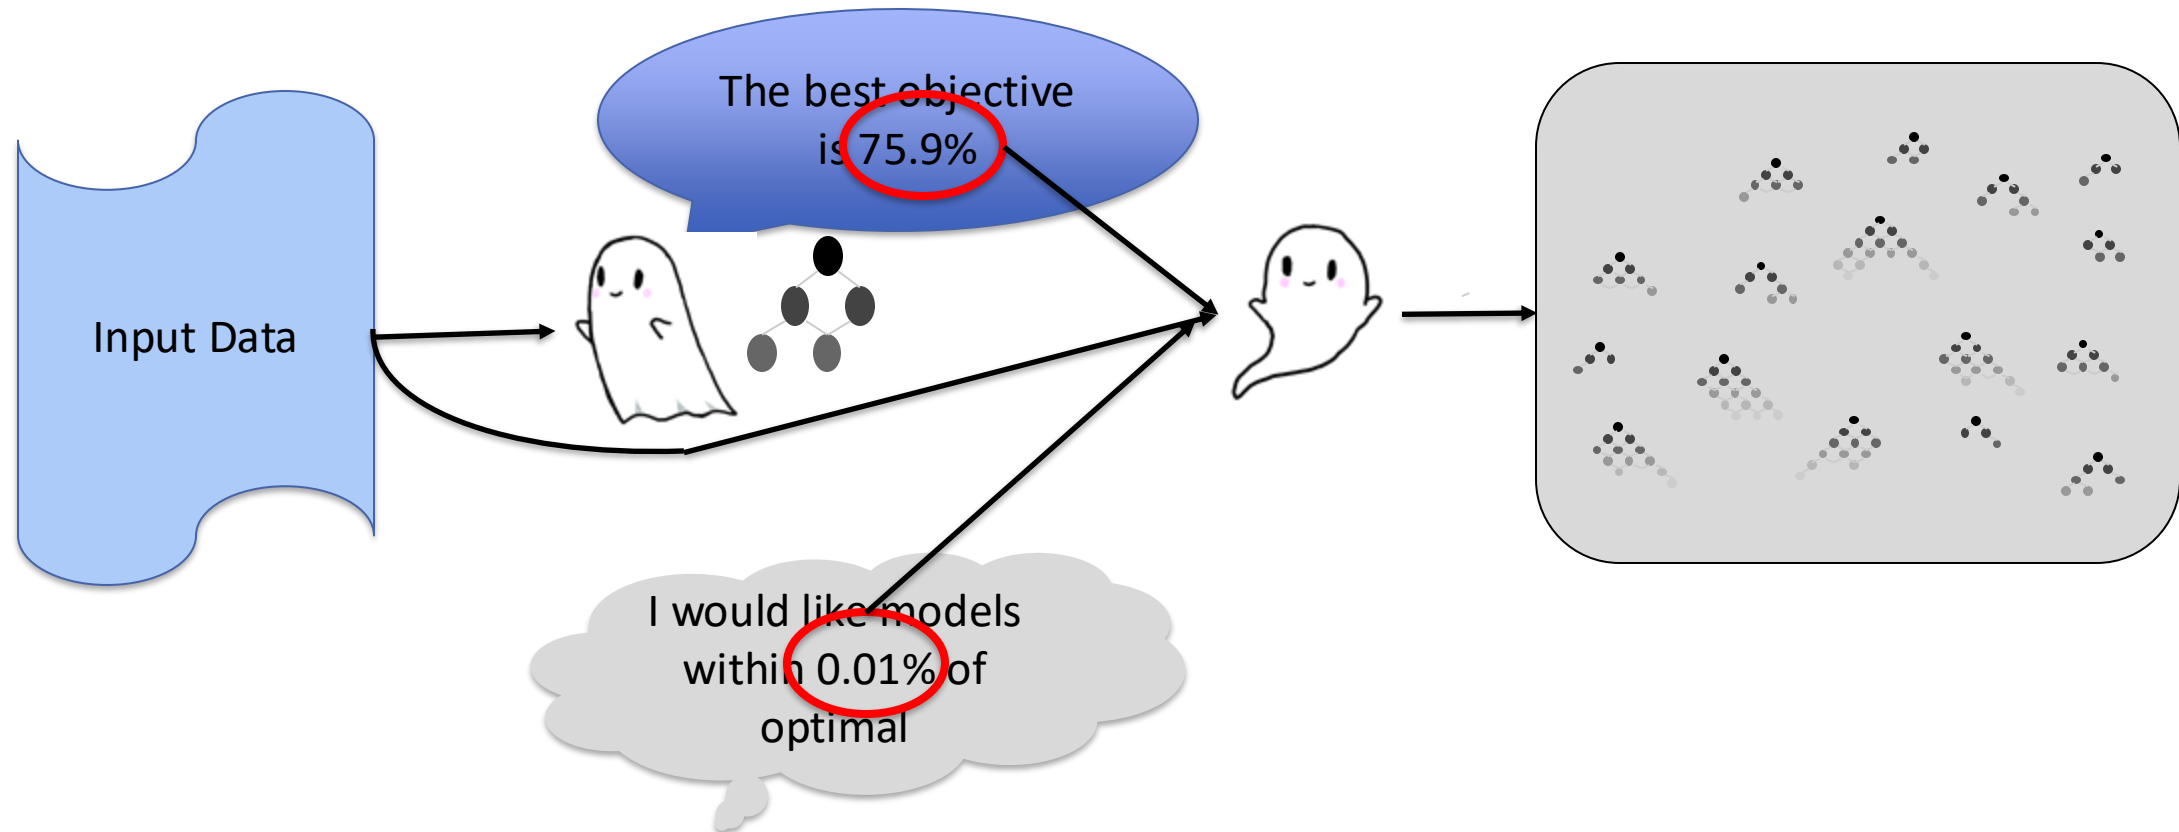 The best objective
is 75.9%
Input Data
I would like models
within 0.01% of
optimal